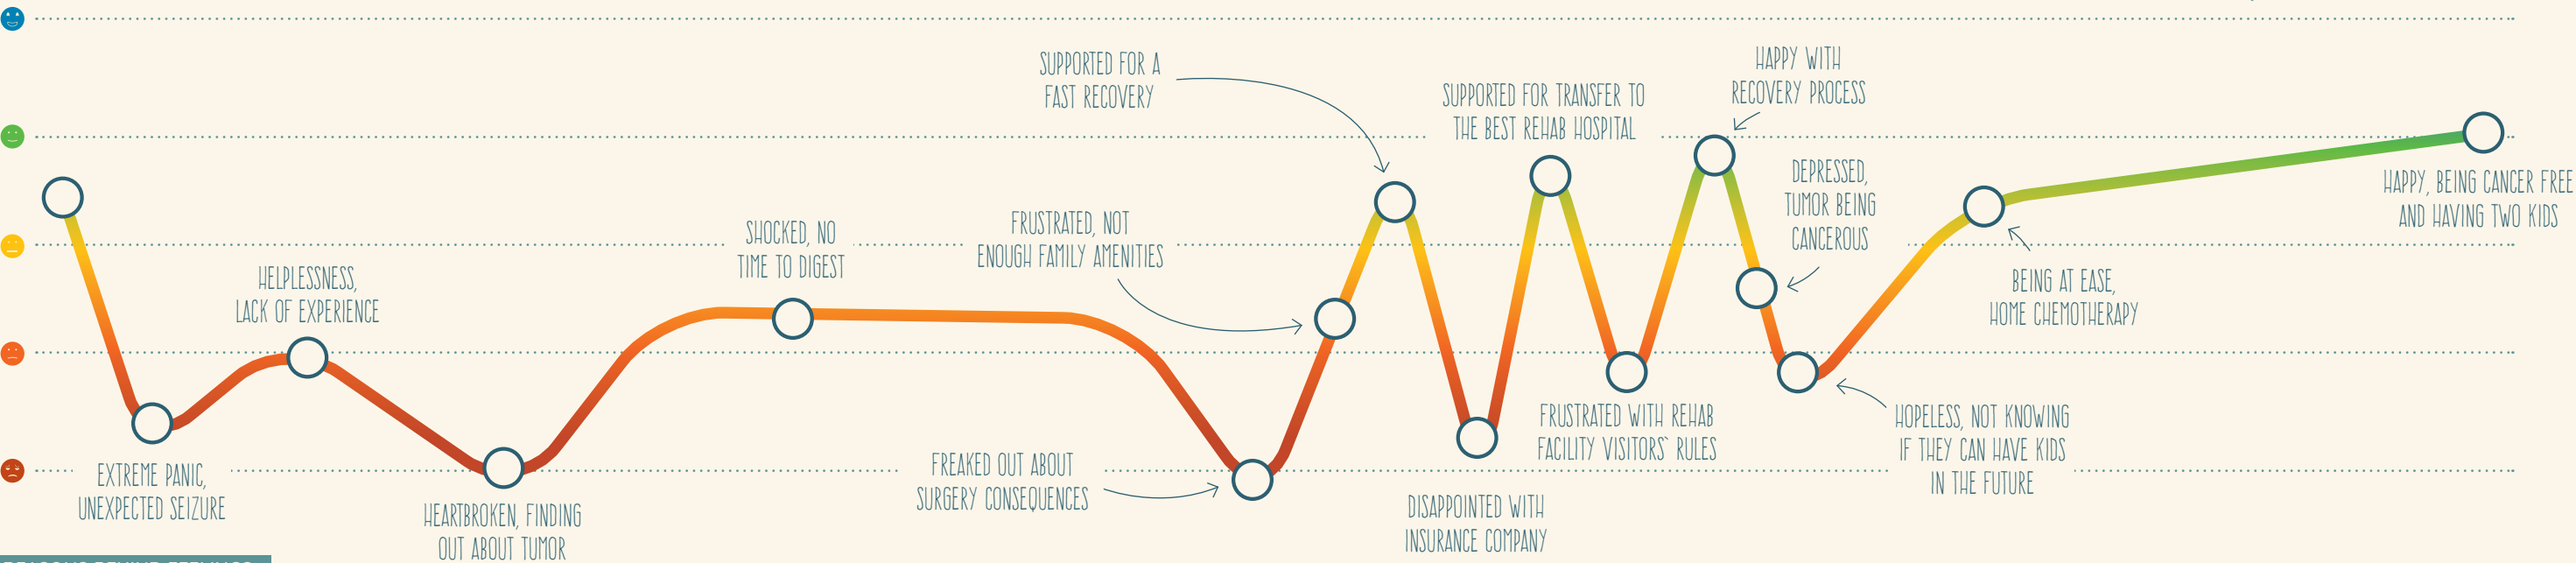 EXTREME PANIC,
UNEXPECTED SEIZURE
HELPLESSNESS,
LACK OF EXPERIENCE
HEARTBROKEN, FINDING
OUT ABOUT TUMOR
SHOCKED, NO
TIME TO DIGEST
FREAKED OUT ABOUT
SURGERY CONSEQUENCES
FRUSTRATED, NOT
ENOUGH FAMILY AMENITIES
SUPPORTED FOR A
FAST RECOVERY
DISAPPOINTED WITH
INSURANCE COMPANY
SUPPORTED FOR TRANSFER TO
THE BEST REHAB HOSPITAL
FRUSTRATED WITH REHAB
FACILITY VISITORS` RULES
HAPPY WITH
RECOVERY PROCESS
DEPRESSED,
TUMOR BEING
CANCEROUS
HOPELESS, NOT KNOWING
IF THEY CAN HAVE KIDS
IN THE FUTURE
BEING AT EASE,
HOME CHEMOTHERAPY
HAPPY, BEING CANCER FREE
AND HAVING TWO KIDS